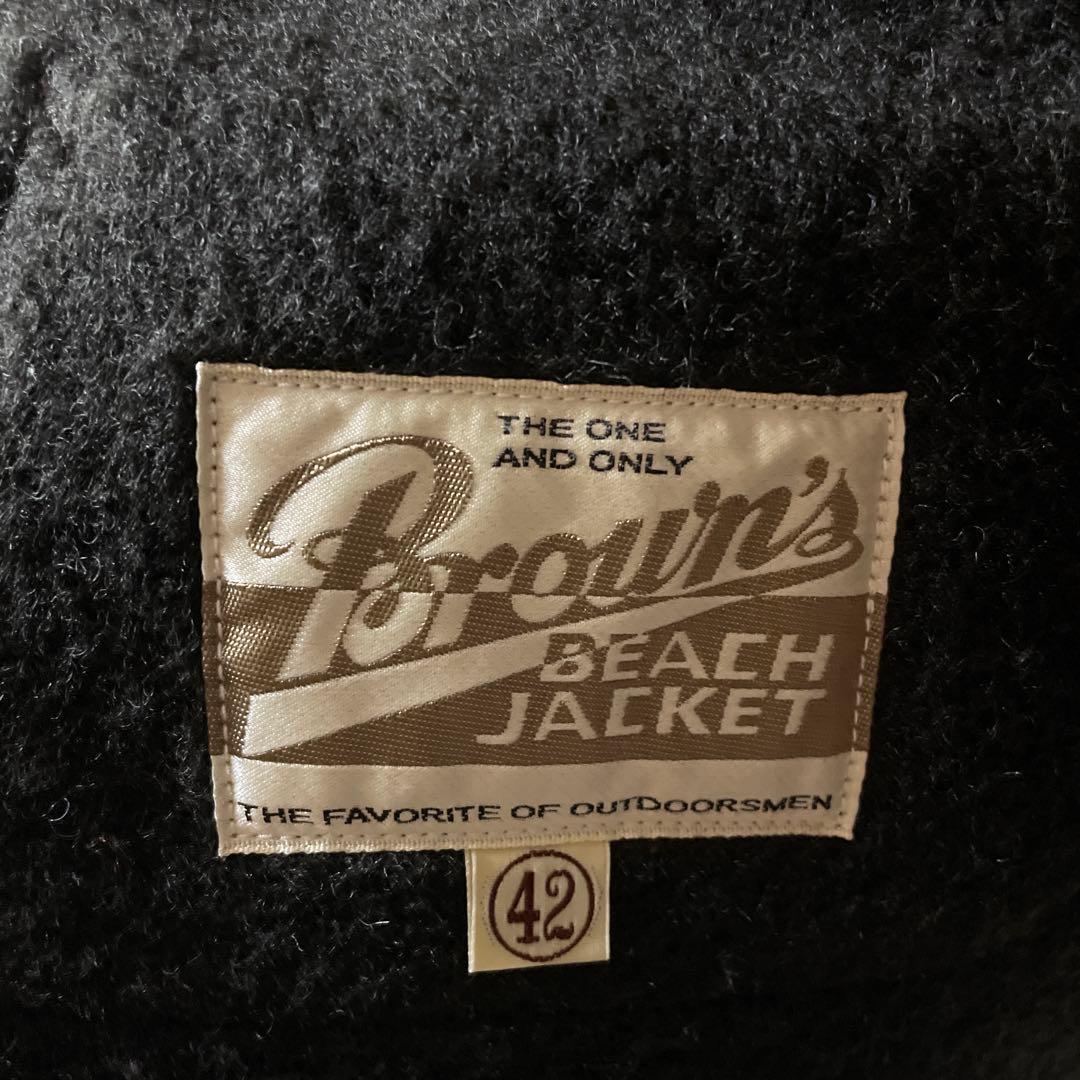 THE ONE
AND ONLY
Brown's
BEACH
JACKET
THE FAVORITE OF OUTDOORSMEN
42